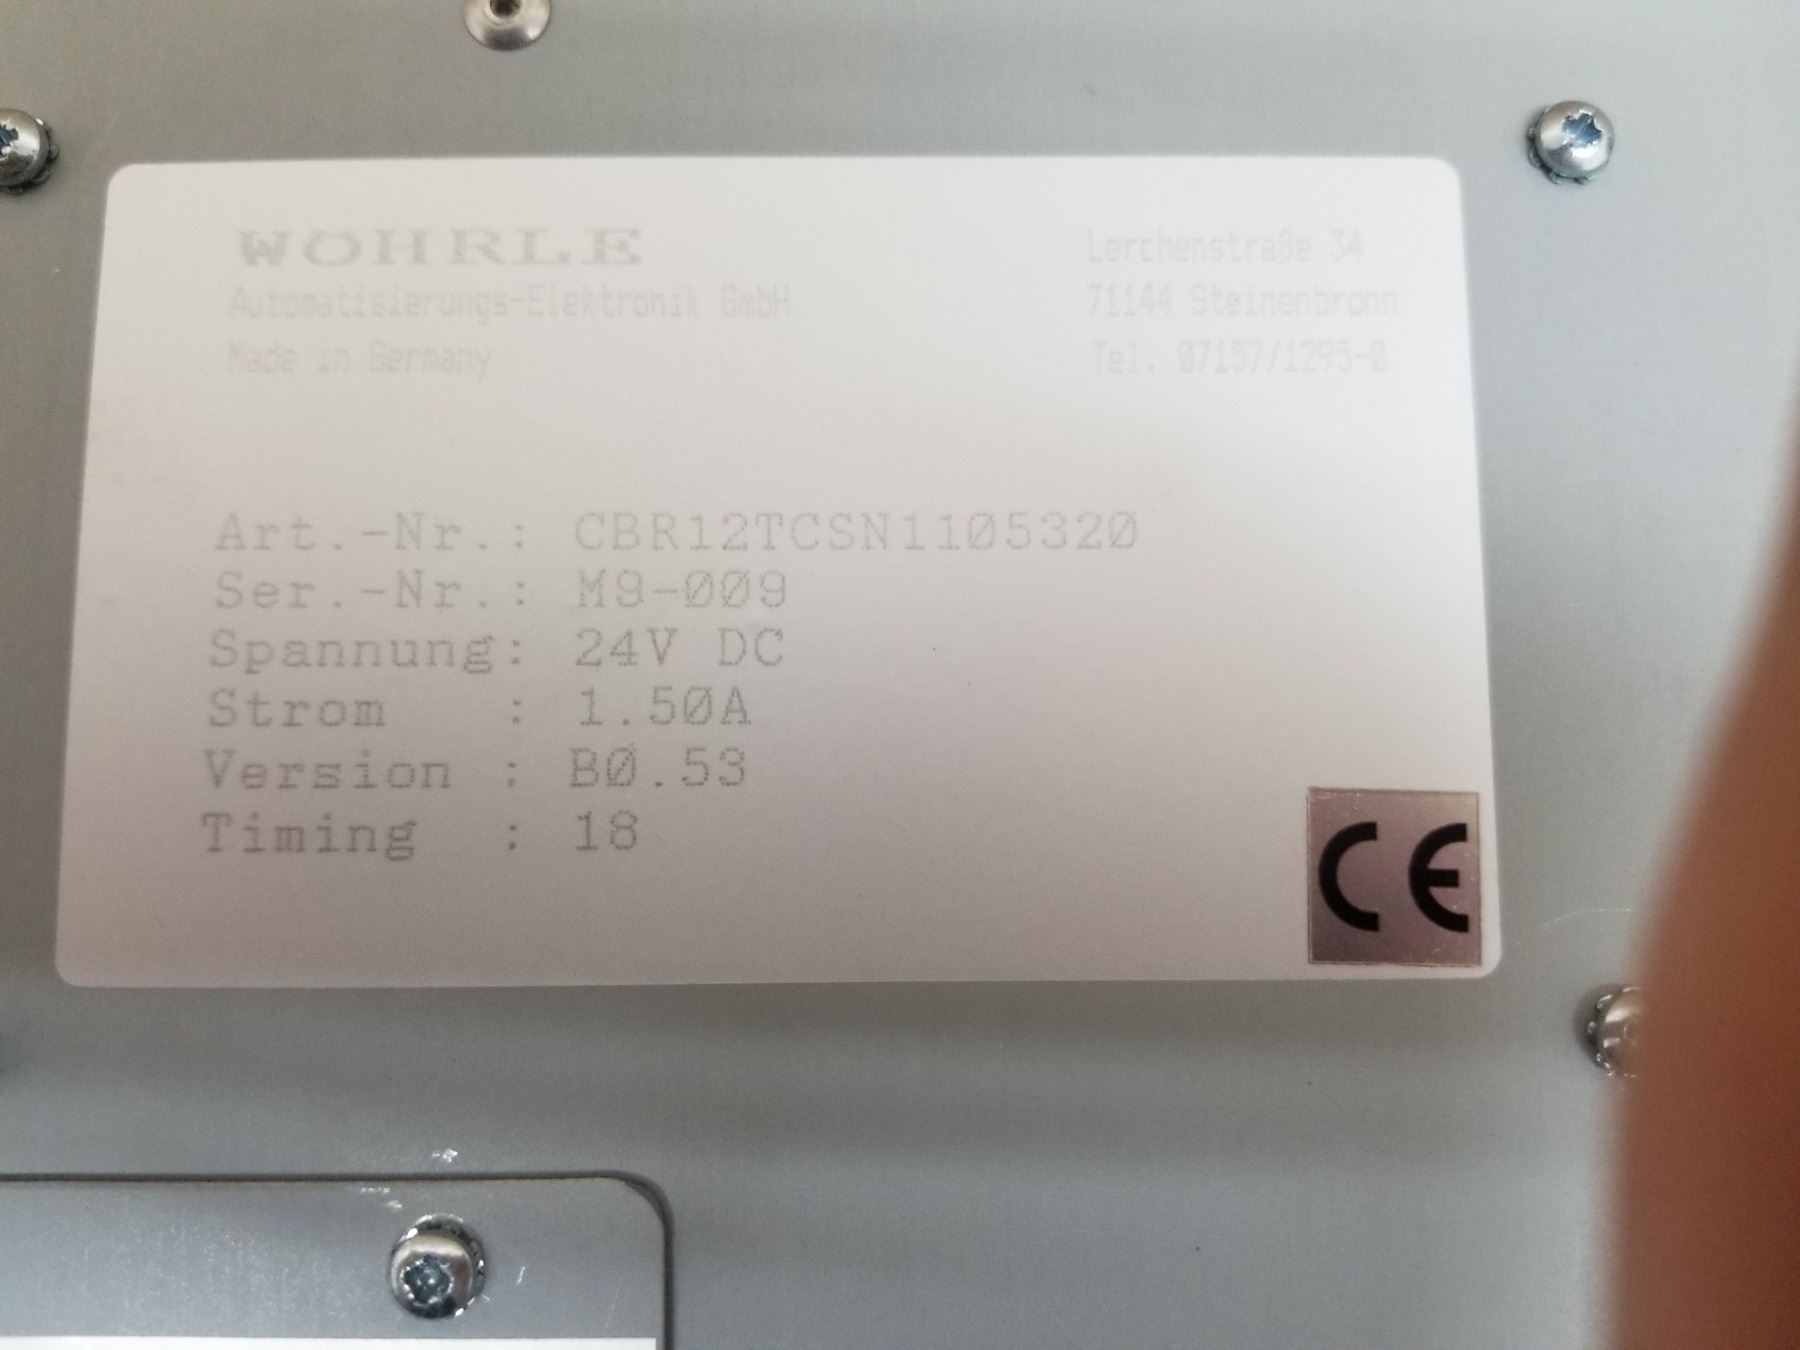 WÖHRLE
Automatisierungs-Elektronik GmbH
Made in Germany
Lerchenstraße 34
71144 Steinenbronn
Tel. 07157/1295-0
Art.-Nr.: CBR12TCSN1105320
Ser.-Nr.: M9-009
Spannung: 24V DC
Strom : 1.50A
Version : B0.53
Timing : 18
CE